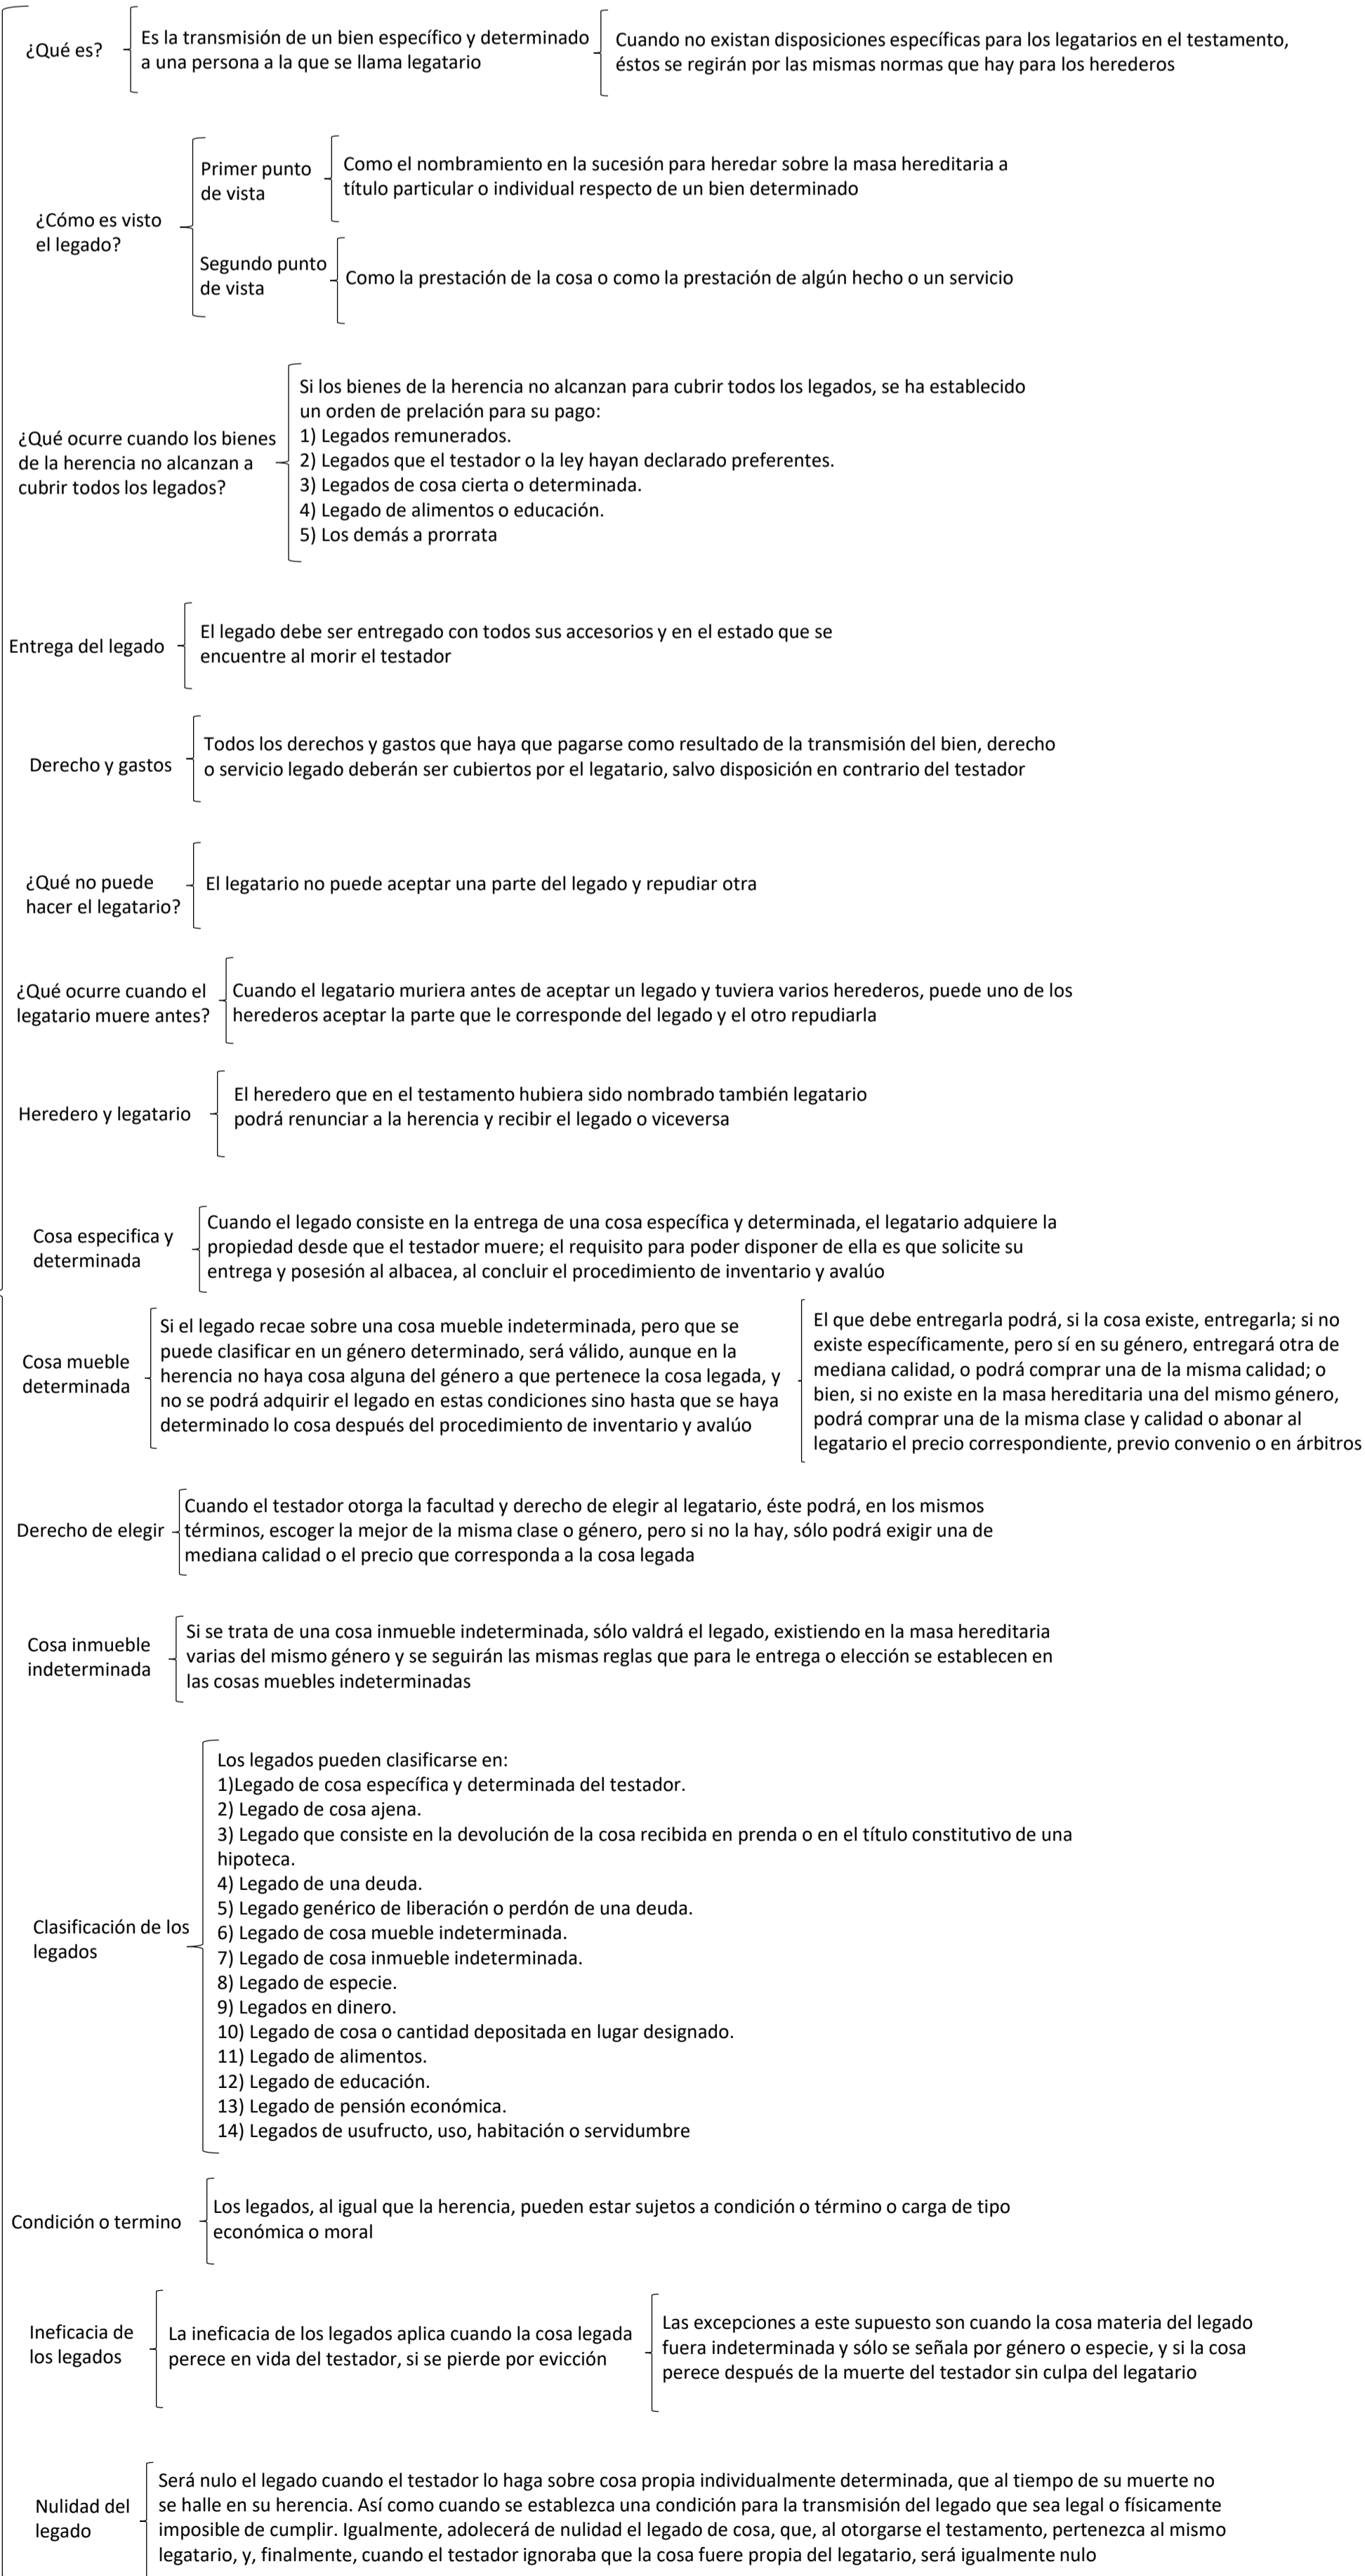 ¿Qué es?
Es la transmisión de un bien específico y determinado
a una persona a la que se llama legatario
Cuando no existan disposiciones específicas para los legatarios en el testamento,
éstos se regirán por las mismas normas que hay para los herederos
¿Cómo es visto
el legado?
Primer punto
de vista
Como el nombramiento en la sucesión para heredar sobre la masa hereditaria a
título particular o individual respecto de un bien determinado
Segundo punto
de vista
Como la prestación de la cosa o como la prestación de algún hecho o un servicio
¿Qué ocurre cuando los bienes
de la herencia no alcanzan a
cubrir todos los legados?
Si los bienes de la herencia no alcanzan para cubrir todos los legados, se ha establecido
un orden de prelación para su pago:
1) Legados remunerados.
2) Legados que el testador o la ley hayan declarado preferentes.
3) Legados de cosa cierta o determinada.
4) Legado de alimentos o educación.
5) Los demás a prorrata
Entrega del legado
El legado debe ser entregado con todos sus accesorios y en el estado que se
encuentre al morir el testador
Derecho y gastos
Todos los derechos y gastos que haya que pagarse como resultado de la transmisión del bien, derecho
o servicio legado deberán ser cubiertos por el legatario, salvo disposición en contrario del testador
¿Qué no puede
hacer el legatario?
El legatario no puede aceptar una parte del legado y repudiar otra
¿Qué ocurre cuando el
legatario muere antes?
Cuando el legatario muriera antes de aceptar un legado y tuviera varios herederos, puede uno de los
herederos aceptar la parte que le corresponde del legado y el otro repudiarla
Heredero y legatario
El heredero que en el testamento hubiera sido nombrado también legatario
podrá renunciar a la herencia y recibir el legado o viceversa
Cosa especifica y
determinada
Cuando el legado consiste en la entrega de una cosa específica y determinada, el legatario adquiere la
propiedad desde que el testador muere; el requisito para poder disponer de ella es que solicite su
entrega y posesión al albacea, al concluir el procedimiento de inventario y avalúo
Cosa mueble
determinada
Si el legado recae sobre una cosa mueble indeterminada, pero que se
puede clasificar en un género determinado, será válido, aunque en la
herencia no haya cosa alguna del género a que pertenece la cosa legada, y
no se podrá adquirir el legado en estas condiciones sino hasta que se haya
determinado lo cosa después del procedimiento de inventario y avalúo
El que debe entregarla podrá, si la cosa existe, entregarla; si no
existe específicamente, pero sí en su género, entregará otra de
mediana calidad, o podrá comprar una de la misma calidad; o
bien, si no existe en la masa hereditaria una del mismo género,
podrá comprar una de la misma clase y calidad o abonar al
legatario el precio correspondiente, previo convenio o en árbitros
Derecho de elegir
Cuando el testador otorga la facultad y derecho de elegir al legatario, éste podrá, en los mismos
términos, escoger la mejor de la misma clase o género, pero si no la hay, sólo podrá exigir una de
mediana calidad o el precio que corresponda a la cosa legada
Cosa inmueble
indeterminada
Si se trata de una cosa inmueble indeterminada, sólo valdrá el legado, existiendo en la masa hereditaria
varias del mismo género y se seguirán las mismas reglas que para le entrega o elección se establecen en
las cosas muebles indeterminadas
Clasificación de los
legados
Los legados pueden clasificarse en:
1)Legado de cosa específica y determinada del testador.
2) Legado de cosa ajena.
3) Legado que consiste en la devolución de la cosa recibida en prenda o en el título constitutivo de una
hipoteca.
4) Legado de una deuda.
5) Legado genérico de liberación o perdón de una deuda.
6) Legado de cosa mueble indeterminada.
7) Legado de cosa inmueble indeterminada.
8) Legado de especie.
9) Legados en dinero.
10) Legado de cosa o cantidad depositada en lugar designado.
11) Legado de alimentos.
12) Legado de educación.
13) Legado de pensión económica.
14) Legados de usufructo, uso, habitación o servidumbre
Condición o termino
Los legados, al igual que la herencia, pueden estar sujetos a condición o término o carga de tipo
económica o moral
Ineficacia de
los legados
La ineficacia de los legados aplica cuando la cosa legada
perece en vida del testador, si se pierde por evicción
Las excepciones a este supuesto son cuando la cosa materia del legado
fuera indeterminada y sólo se señala por género o especie, y si la cosa
perece después de la muerte del testador sin culpa del legatario
Nulidad del
legado
Será nulo el legado cuando el testador lo haga sobre cosa propia individualmente determinada, que al tiempo de su muerte no
se halle en su herencia. Así como cuando se establezca una condición para la transmisión del legado que sea legal o físicamente
imposible de cumplir. Igualmente, adolecerá de nulidad el legado de cosa, que, al otorgarse el testamento, pertenezca al mismo
legatario, y, finalmente, cuando el testador ignoraba que la cosa fuere propia del legatario, será igualmente nulo